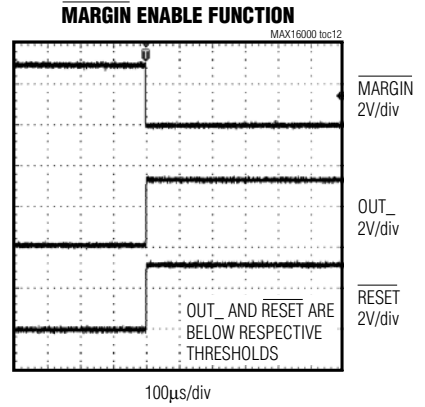 MARGIN ENABLE FUNCTION
MAX16000 toc12
T
MARGIN
2V/div
OUT_
2V/div
RESET
2V/div
OUT_ AND RESET ARE
BELOW RESPECTIVE
THRESHOLDS
100µs/div